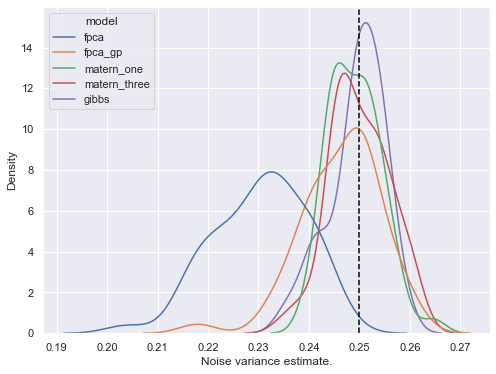 model
fpca
fpca_gp
matern_one
matern_three
gibbs
14
12
10
8
6
4
2
0
Density
0.19 0.20 0.21 0.22 0.23 0.24 0.25 0.26 0.27
Noise variance estimate.